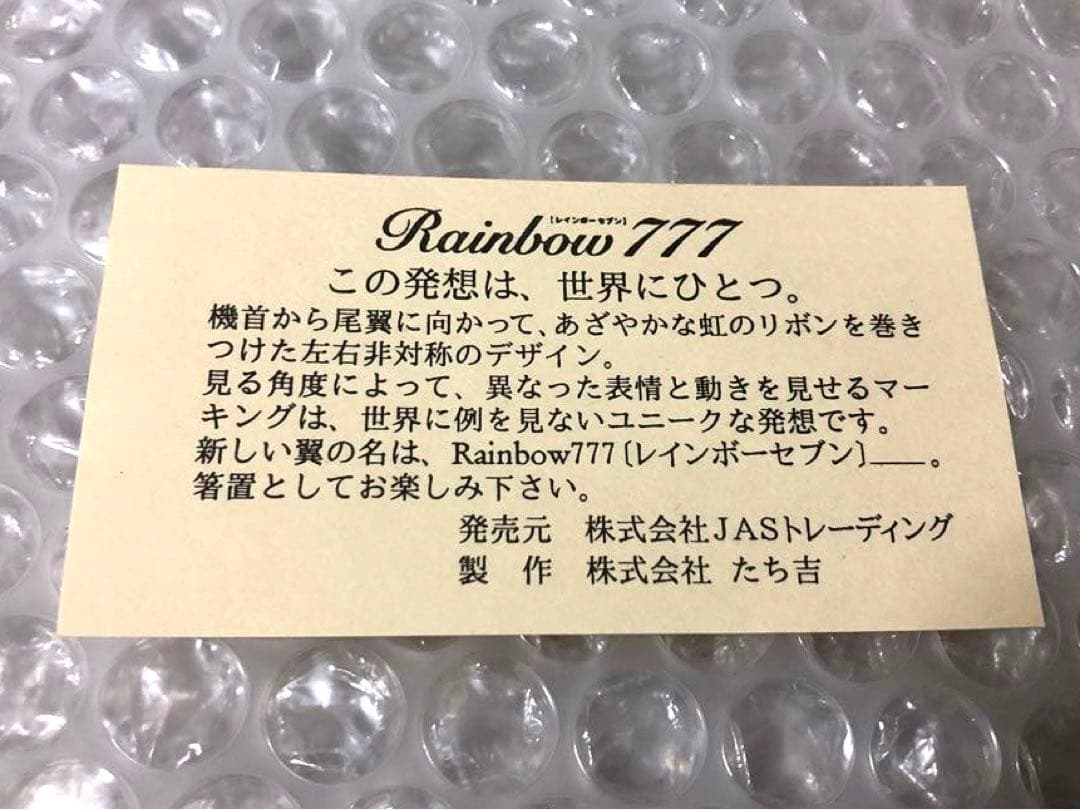 Rainbow[レインボーセブン]777
この発想は、世界にひとつ。
機首から尾翼に向かって、あざやかな虹のリボンを巻き
つけた左右非対称のデザイン。
見る角度によって、異なった表情と動きを見せるマー
キングは、世界に例を見ないユニークな発想です。
新しい翼の名は、Rainbow777〔レインボーセブン〕――。
箸置としてお楽しみ下さい。
発売元 株式会社JASトレーディング
製 作 株式会社 たち吉